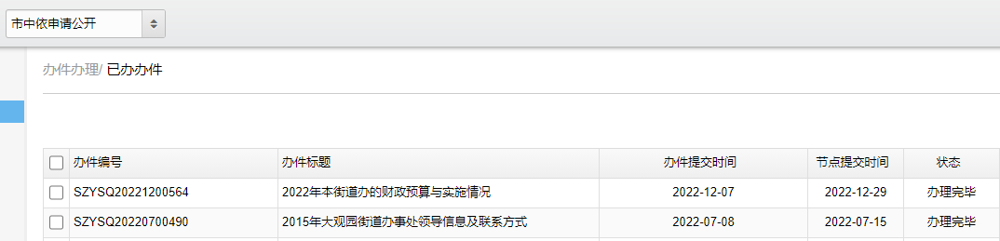 市中依申请公开
办件办理/ 已办办件
办件编号 办件标题 办件提交时间 节点提交时间 状态
SZYSQ20221200564 2022年本街道办的财政预算与实施情况 2022-12-07 2022-12-29 办理完毕
SZYSQ20220700490 2015年大观园街道办事处领导信息及联系方式 2022-07-08 2022-07-15 办理完毕